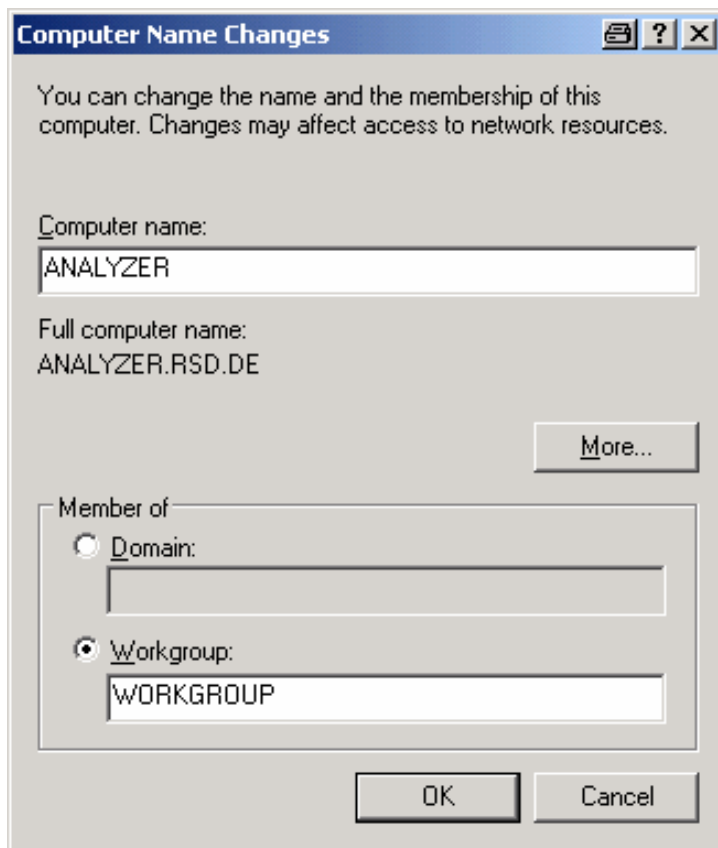 Computer Name Changes
You can change the name and the membership of this
computer. Changes may affect access to network resources.
Computer name:
ANALYZER
Full computer name:
ANALYZER.RSD.DE
More...
Member of
Domain:
Workgroup:
WORKGROUP
OK Cancel